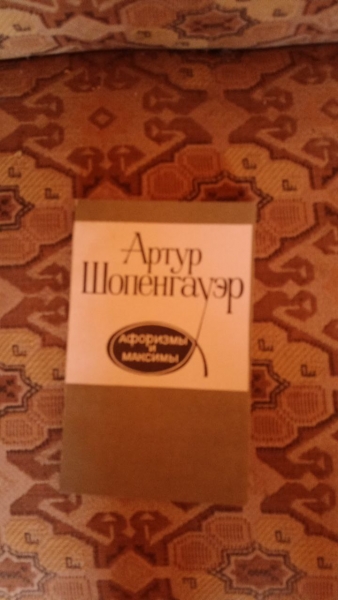 Артур
Шопенгауэр
Афоризмы
и
максимы